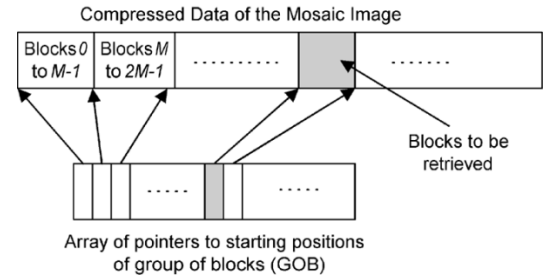 Compressed Data of the Mosaic Image
Blocks 0 Blocks M
to M-1 to 2M-1
Blocks to be
retrieved
Array of pointers to starting positions
of group of blocks (GOB)